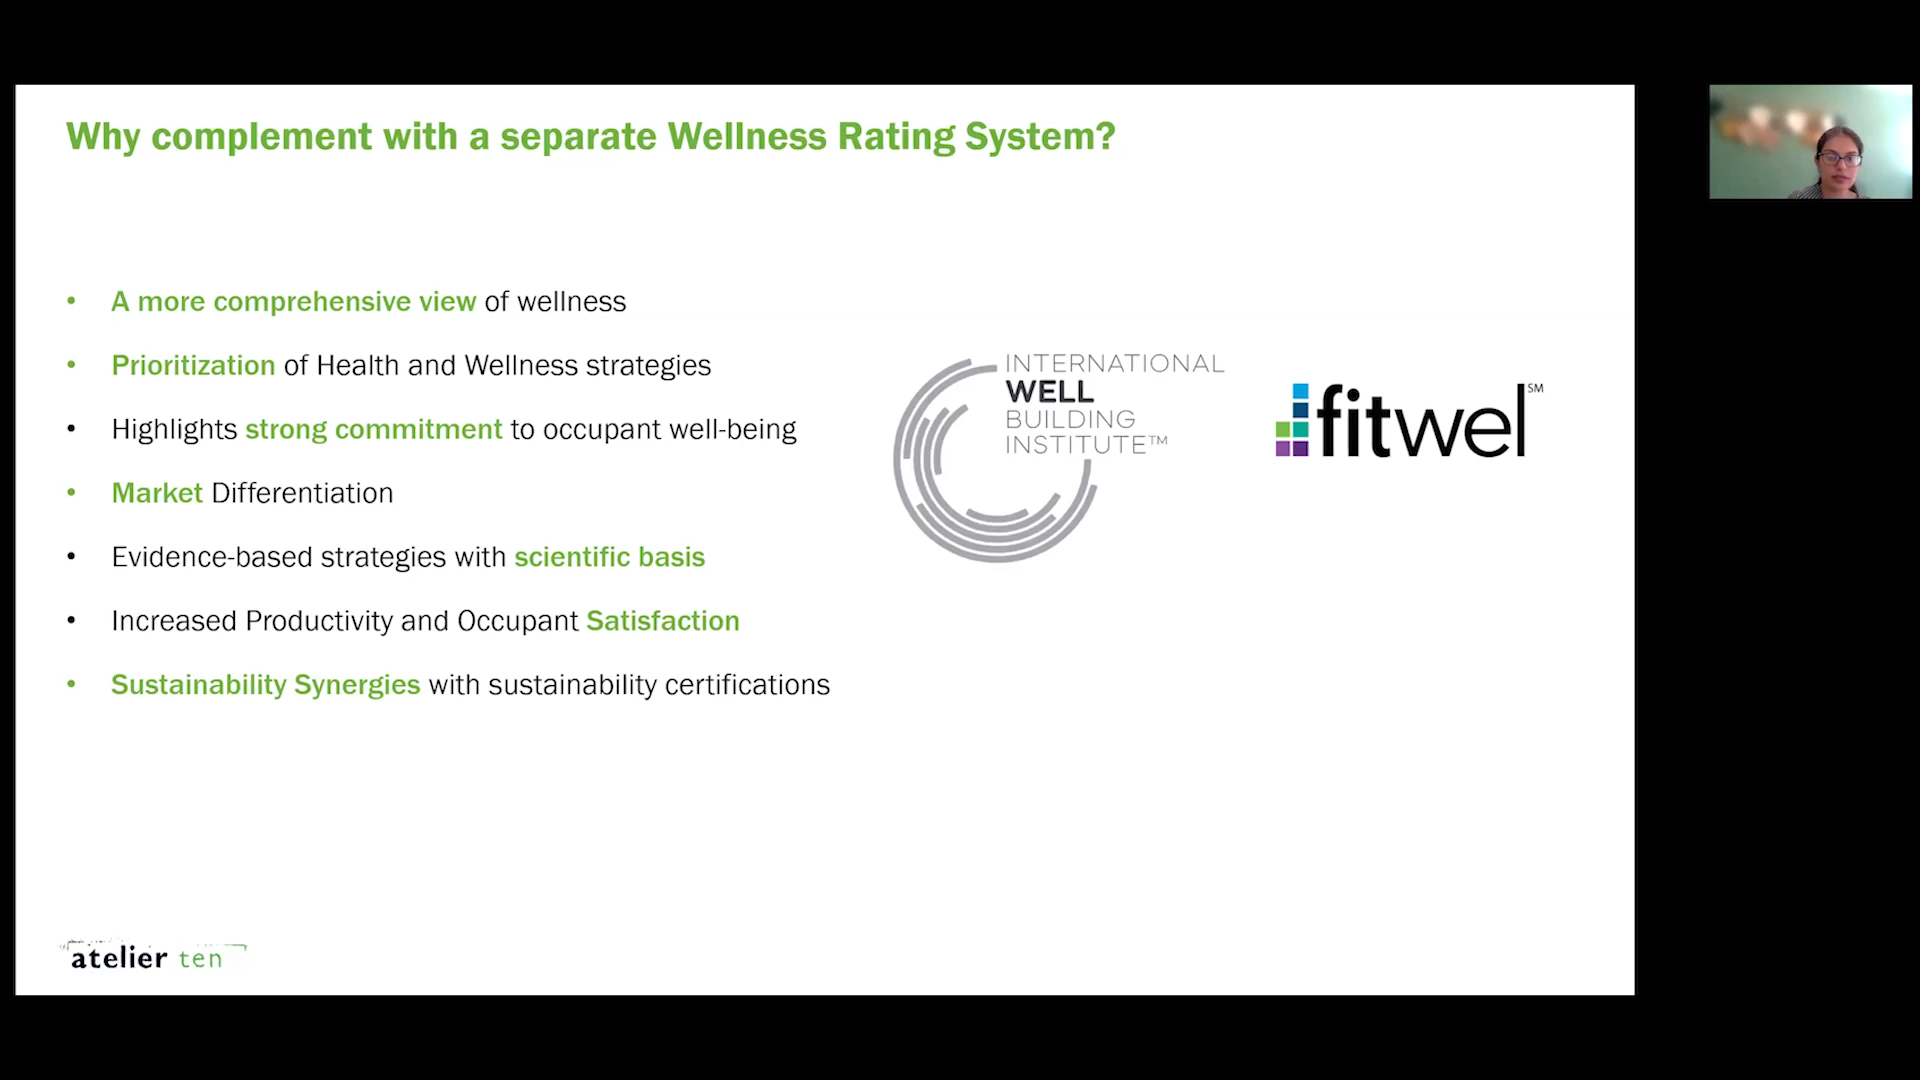 Why complement with a separate Wellness Rating System?
• A more comprehensive view of wellness
• Prioritization of Health and Wellness strategies
• Highlights strong commitment to occupant well-being
• Market Differentiation
• Evidence-based strategies with scientific basis
• Increased Productivity and Occupant Satisfaction
• Sustainability Synergies with sustainability certifications
INTERNATIONAL
WELL
BUILDING
INSTITUTE™
fitwel℠
atelier ten